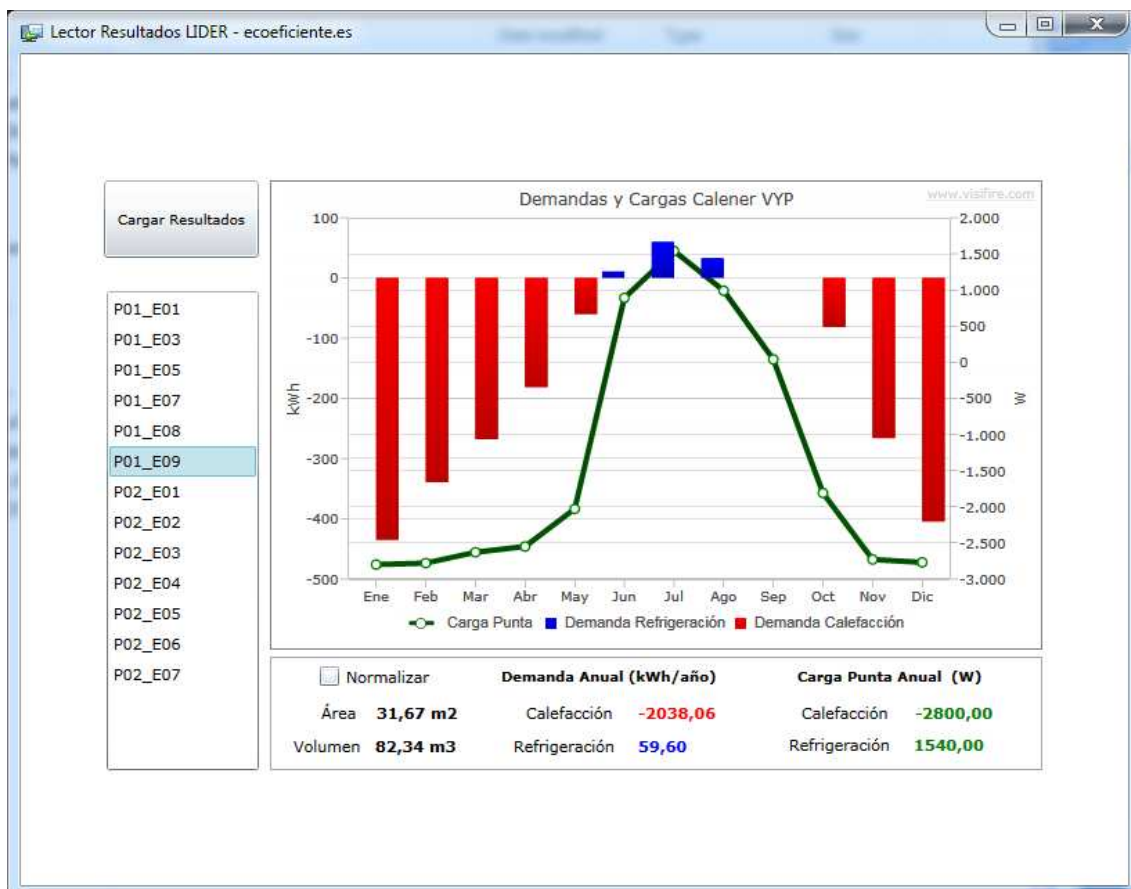 Lector Resultados LIDER - ecoeficiente.es
Cargar Resultados
P01_E01
P01_E03
P01_E05
P01_E07
P01_E08
P01_E09
P02_E01
P02_E02
P02_E03
P02_E04
P02_E05
P02_E06
P02_E07
www.visifire.com
Demandas y Cargas Calener VYP
kWh
100
0
-100
-200
-300
-400
-500
2.000
1.500
1.000
500
0
-500
-1.000
-1.500
-2.000
-2.500
-3.000
W
Ene Feb Mar Abr May Jun Jul Ago Sep Oct Nov Dic
Carga Punta Demanda Refrigeración Demanda Calefacción
Normalizar Demanda Anual (kWh/año) Carga Punta Anual (W)
Área 31,67 m2 Calefacción -2038,06 Calefacción -2800,00
Volumen 82,34 m3 Refrigeración 59,60 Refrigeración 1540,00